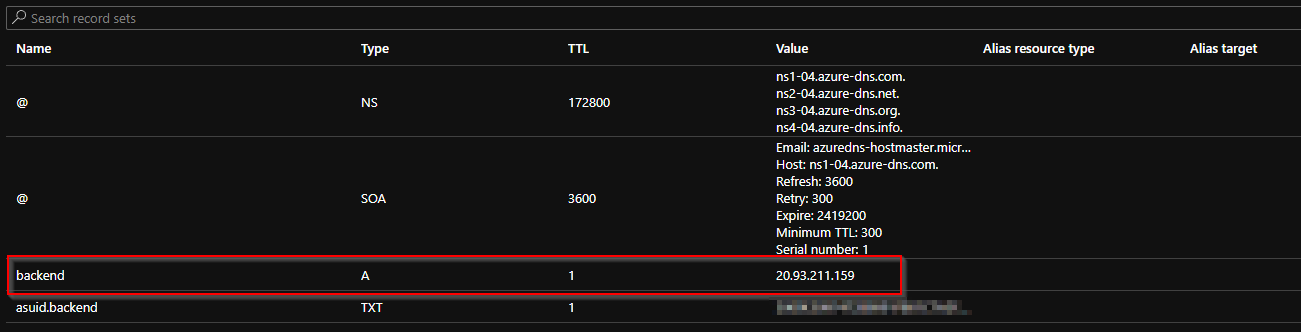 Search record sets
Name Type TTL Value Alias resource type Alias target
@ NS 172800 ns1-04.azure-dns.com.
ns2-04.azure-dns.net.
ns3-04.azure-dns.org.
ns4-04.azure-dns.info.
Email: azuredns-hostmaster.micr...
Host: ns1-04.azure-dns.com.
Refresh: 3600
@ SOA 3600 Retry: 300
Expire: 2419200
Minimum TTL: 300
Serial number: 1
backend A 1 20.93.211.159
asuid.backend TXT 1